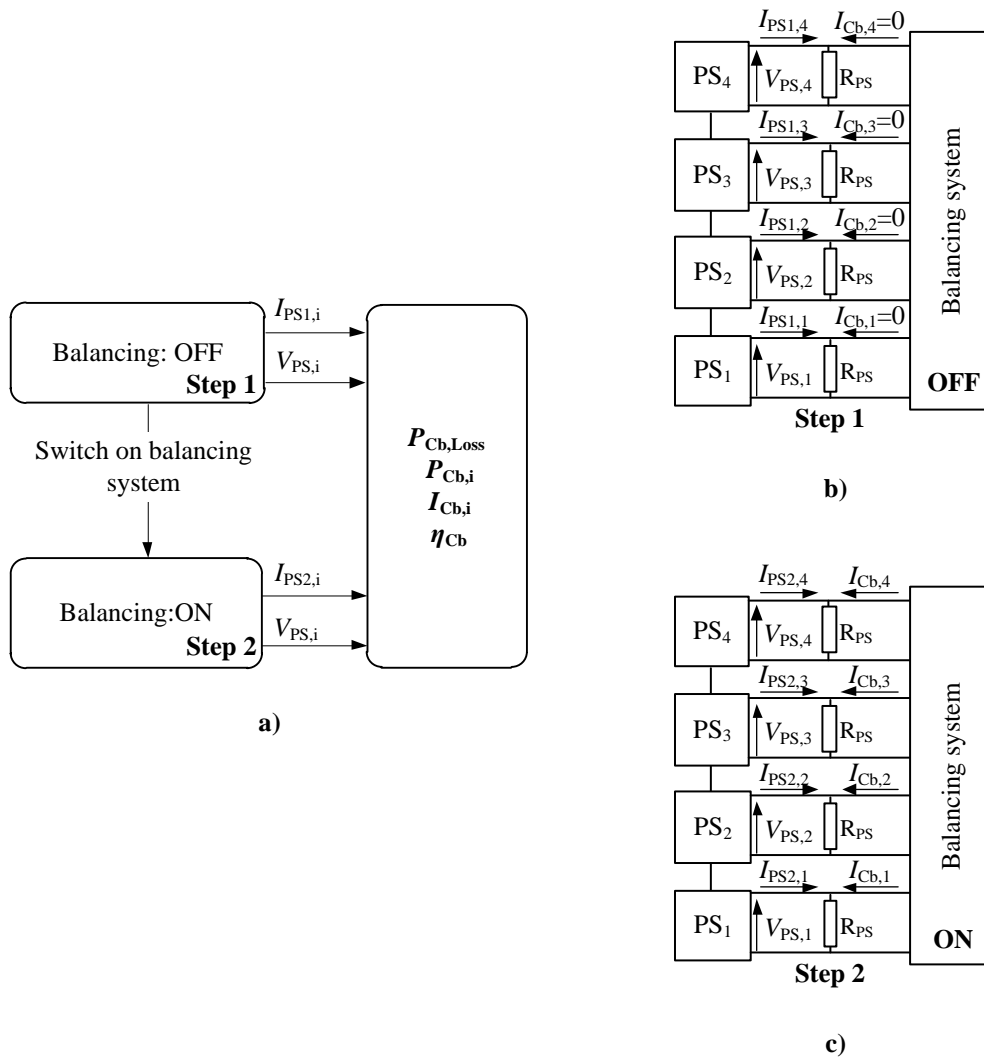 Balancing: OFF
Step 1
I_PS1,i
V_PS,i
Switch on balancing
system
Balancing:ON
Step 2
I_PS2,i
V_PS,i
P_Cb,Loss
P_Cb,i
I_Cb,i
η_Cb
a)
I_PS1,4 I_Cb,4=0
PS_4 V_PS,4 R_PS
I_PS1,3 I_Cb,3=0
PS_3 V_PS,3 R_PS
I_PS1,2 I_Cb,2=0
PS_2 V_PS,2 R_PS
I_PS1,1 I_Cb,1=0
PS_1 V_PS,1 R_PS
Balancing system
OFF
Step 1
b)
I_PS2,4 I_Cb,4
PS_4 V_PS,4 R_PS
I_PS2,3 I_Cb,3
PS_3 V_PS,3 R_PS
I_PS2,2 I_Cb,2
PS_2 V_PS,2 R_PS
I_PS2,1 I_Cb,1
PS_1 V_PS,1 R_PS
Balancing system
ON
Step 2
c)